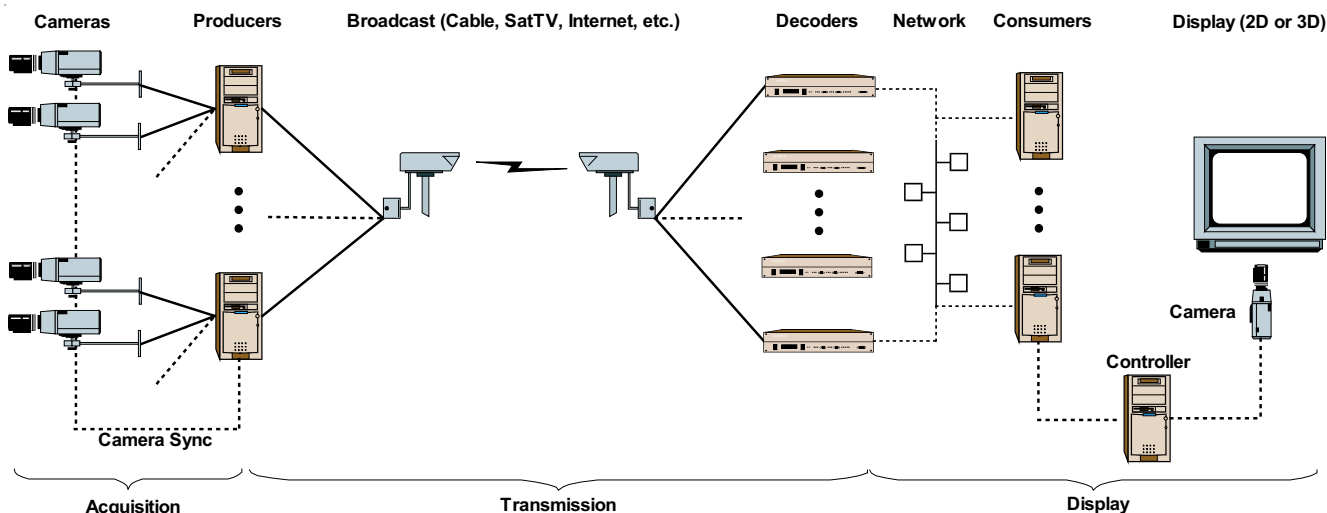 Cameras
Producers
Broadcast (Cable, SatTV, Internet, etc.)
Decoders
Network
Consumers
Display (2D or 3D)
Camera
Controller
Camera Sync
Acquisition
Transmission
Display